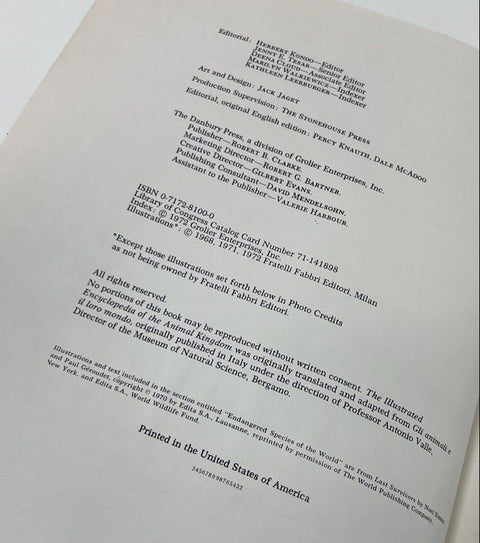 Editorial: HERBERT KONDO—Editor
JENNY E. TESAR—Senior Editor
DEENA CLOUD—Associate Editor
MARILYN WALKIEWICZ—Indexer
KATHLEEN LEERBURGER—Indexer
Art and Design: JACK JAGET
Production Supervision: THE STONEHOUSE PRESS
Editorial, original English edition: PERCY KNAUTH, DALE MCADOO
The Danbury Press, a division of Grolier Enterprises, Inc.
Publisher—ROBERT B. CLARKE.
Marketing Director—ROBERT G. BARTNER.
Creative Director—GILBERT EVANS.
Publishing Consultant—DAVID MENDELSOHN.
Assistant to the Publisher—VALERIE HARBOUR.
ISBN 0-7172-8100-0
Library of Congress Catalog Card Number 71-141898
Index: © 1972 Grolier Enterprises, Inc.
Illustrations*: © 1968, 1971, 1972 Fratelli Fabbri Editori, Milan
*Except those illustrations set forth below in Photo Credits
as not being owned by Fratelli Fabbri Editori.
All rights reserved.
No portions of this book may be reproduced without written consent. The Illustrated
Encyclopedia of the Animal Kingdom was originally translated and adapted from Gli animali e
il loro mondo, originally published in Italy under the direction of Professor Antonio Valle,
Director of the Museum of Natural Science, Bergamo.
Illustrations and text included in the section entitled "Endangered Species of the World" are from Last Survivors by Noel Simon
and Paul Géroudet, copyright © 1970 by Edita S.A., Lausanne, reprinted by permission of The World Publishing Company,
New York, and Edita S.A., World Wildlife Fund.
Printed in the United States of America
345678998765432